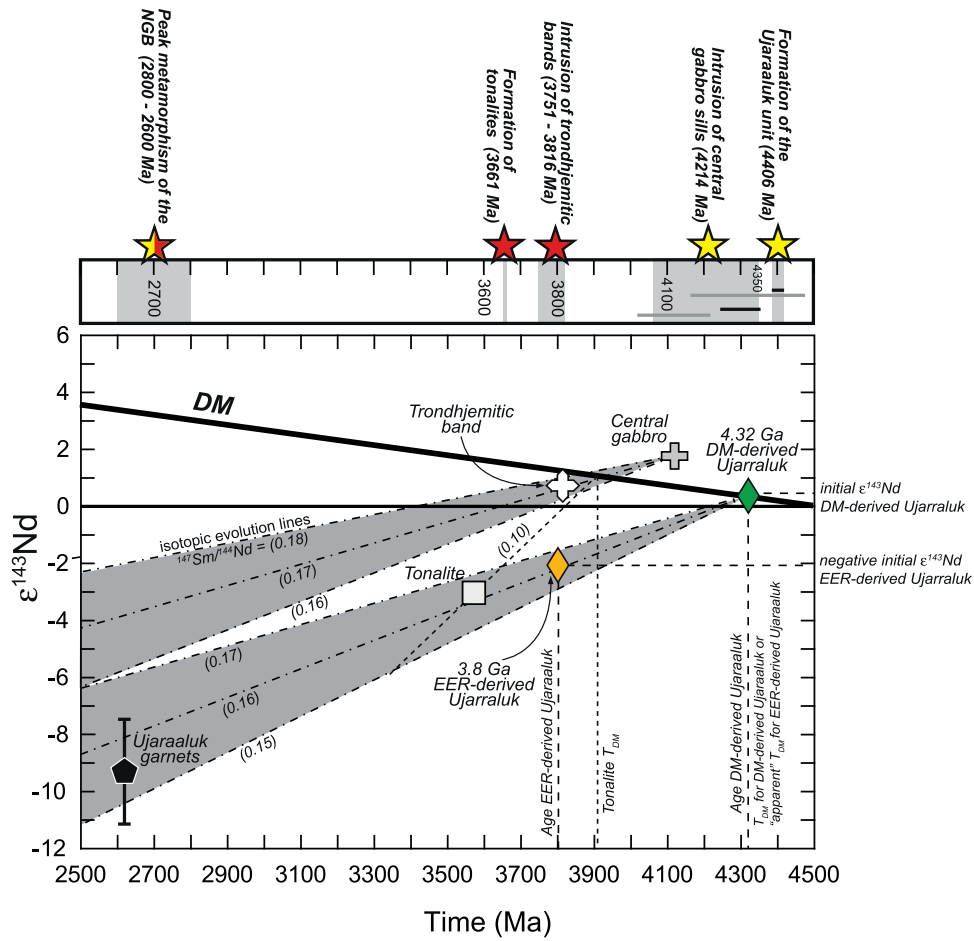 Peak metamorphism of the
NGB (2800 - 2600 Ma)
Formation of
tonalites (3661 Ma)
Intrusion of trondhjemitic
bands (3751 - 3816 Ma)
Intrusion of central
gabbro sills (4214 Ma)
Formation of the
Ujaraaluk unit (4406 Ma)
2700
3600
3800
4100
4350
6
4
2
0
-2
-4
-6
-8
-10
-12
ε¹⁴³Nd
DM
Trondhjemitic
band
Central
gabbro
4.32 Ga
DM-derived
Ujarraluk
initial ε¹⁴³Nd
DM-derived Ujarraluk
isotopic evolution lines
¹⁴⁷Sm/¹⁴⁴Nd = (0.18)
(0.10)
(0.17)
(0.16)
Tonalite
negative initial ε¹⁴³Nd
EER-derived Ujarraluk
(0.17)
(0.16)
(0.15)
3.8 Ga
EER-derived
Ujarraluk
Ujaraaluk
garnets
Age EER-derived Ujaraaluk
Tonalite T_DM
Age DM-derived Ujaraaluk
T_DM for DM-derived Ujaraaluk or
"apparent" T_DM for EER-derived Ujaraaluk
2500 2700 2900 3100 3300 3500 3700 3900 4100 4300 4500
Time (Ma)